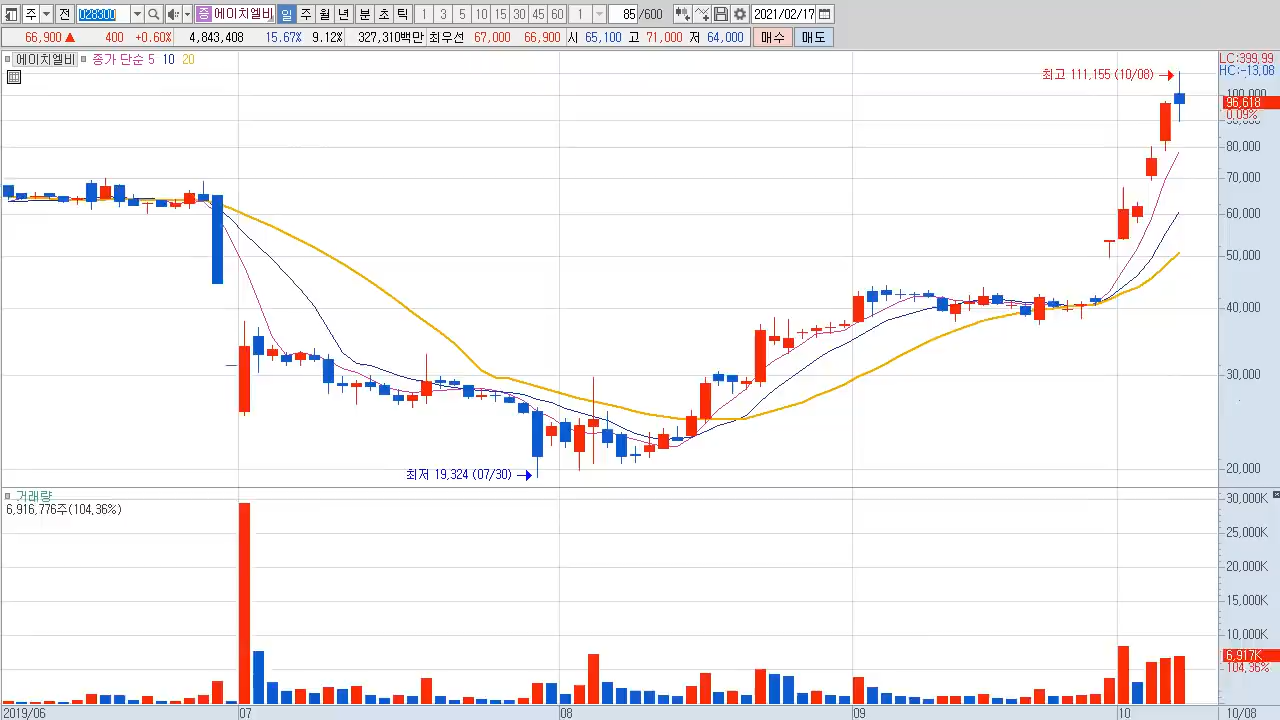 주 전 028300 증 에이치엘비 일 주 월 년 분 초 틱 1 3 5 10 15 30 45 60 1 85 /600 2021/02/17
66,900 ▲ 400 +0.60% 4,843,408 15.67% 9.12% 327,310백만 최우선 67,000 66,900 시 65,100 고 71,000 저 64,000 매수 매도
에이치엘비 종가 단순 5 10 20
LC:399.99
HC:-13.08
최고 111,155 (10/08)
100,000
96,618
0.09%
80,000
70,000
60,000
50,000
40,000
30,000
20,000
최저 19,324 (07/30)
거래량
6,916,776주(104.36%)
30,000K
25,000K
20,000K
15,000K
10,000K
6,917K
104.36%
2019/06 07 08 09 10 10/08